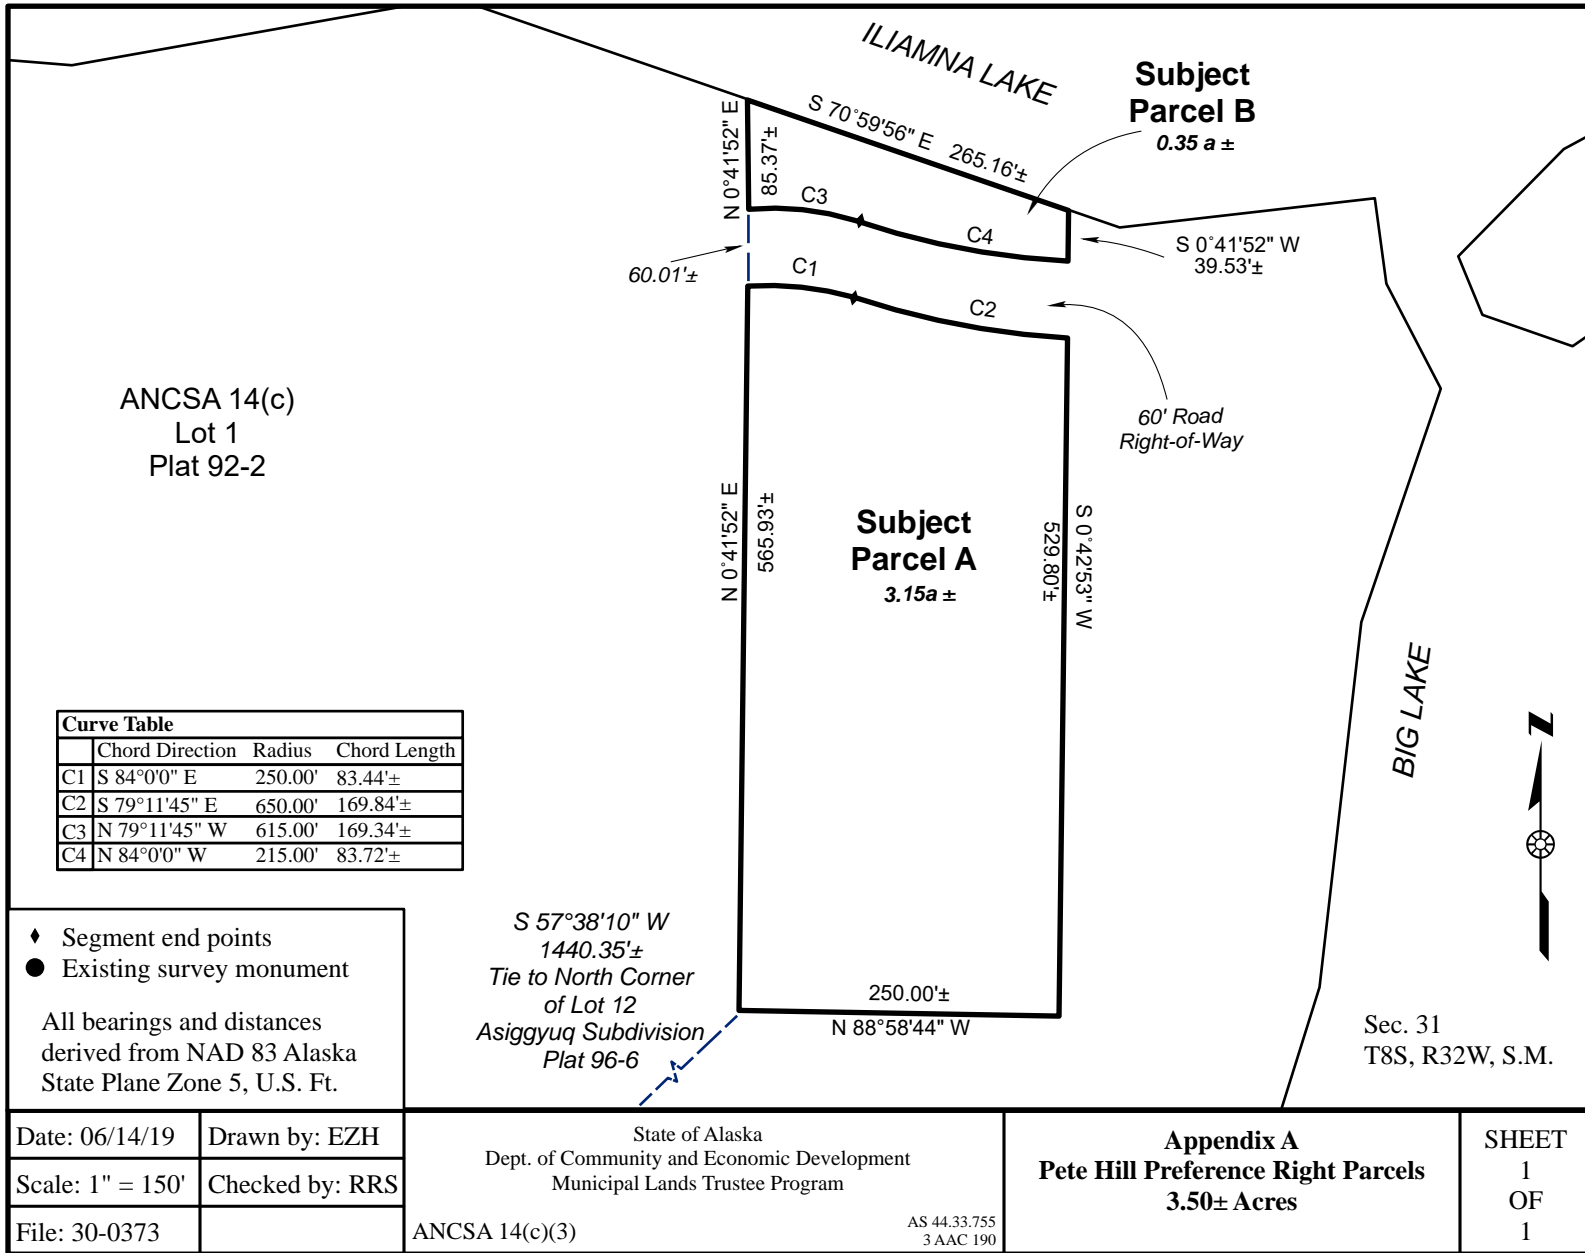 ILIAMNA LAKE
Subject
Parcel B
0.35 a ±
S 70°59'56" E 265.16'±
N 0°41'52" E
85.37'±
C3
C4
S 0°41'52" W
39.53'±
60.01'±
C1
C2
60' Road
Right-of-Way
ANCSA 14(c)
Lot 1
Plat 92-2
N 0°41'52" E
565.93'±
Subject
Parcel A
3.15a ±
529.80'±
S 0°42'53" W
BIG LAKE
Curve Table
Chord Direction Radius Chord Length
C1 S 84°0'0" E 250.00' 83.44'±
C2 S 79°11'45" E 650.00' 169.84'±
C3 N 79°11'45" W 615.00' 169.34'±
C4 N 84°0'0" W 215.00' 83.72'±
N
Segment end points
Existing survey monument
All bearings and distances
derived from NAD 83 Alaska
State Plane Zone 5, U.S. Ft.
S 57°38'10" W
1440.35'±
Tie to North Corner
of Lot 12
Asiggyuq Subdivision
Plat 96-6
250.00'±
N 88°58'44" W
Sec. 31
T8S, R32W, S.M.
Date: 06/14/19
Drawn by: EZH
Scale: 1" = 150'
Checked by: RRS
File: 30-0373
State of Alaska
Dept. of Community and Economic Development
Municipal Lands Trustee Program
ANCSA 14(c)(3)
AS 44.33.755
3 AAC 190
Appendix A
Pete Hill Preference Right Parcels
3.50± Acres
SHEET
1
OF
1